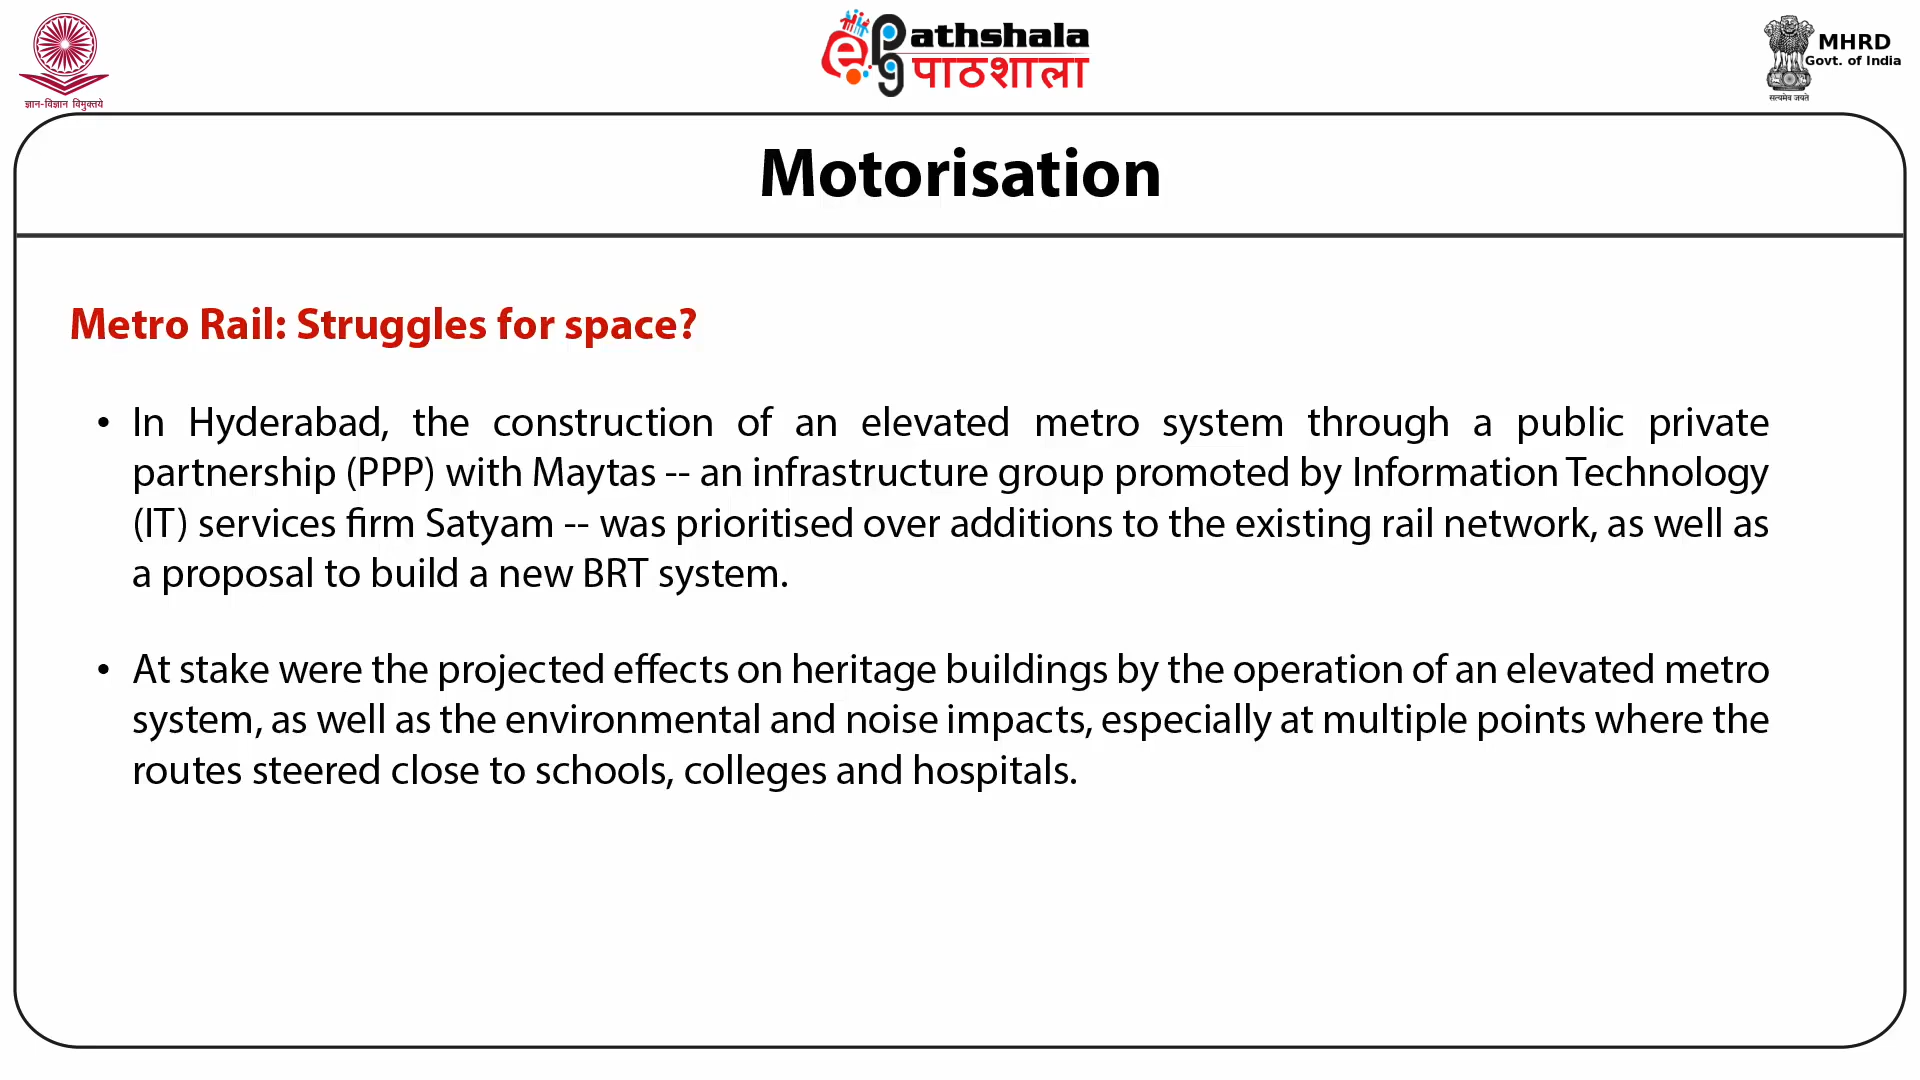 ज्ञान-विज्ञान विमुक्तये
ePG Pathshala
पाठशाला
MHRD
Govt. of India
सत्यमेव जयते
Motorisation
Metro Rail: Struggles for space?
• In Hyderabad, the construction of an elevated metro system through a public private
partnership (PPP) with Maytas -- an infrastructure group promoted by Information Technology
(IT) services firm Satyam -- was prioritised over additions to the existing rail network, as well as
a proposal to build a new BRT system.
• At stake were the projected effects on heritage buildings by the operation of an elevated metro
system, as well as the environmental and noise impacts, especially at multiple points where the
routes steered close to schools, colleges and hospitals.